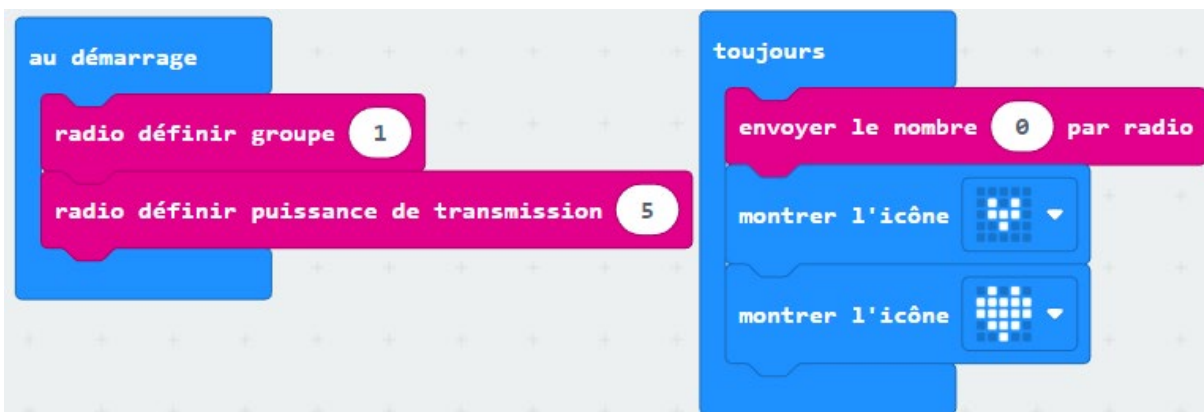 au démarrage
radio définir groupe 1
radio définir puissance de transmission 5
toujours
envoyer le nombre 0 par radio
montrer l'icône
montrer l'icône